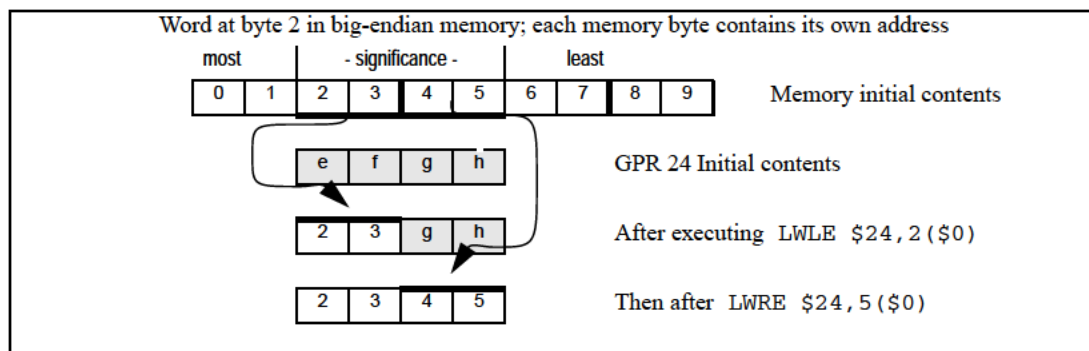 Word at byte 2 in big-endian memory; each memory byte contains its own address
most - significance - least
0 1 2 3 4 5 6 7 8 9 Memory initial contents
e f g h GPR 24 Initial contents
2 3 g h After executing LWLE $24,2($0)
2 3 4 5 Then after LWRE $24,5($0)